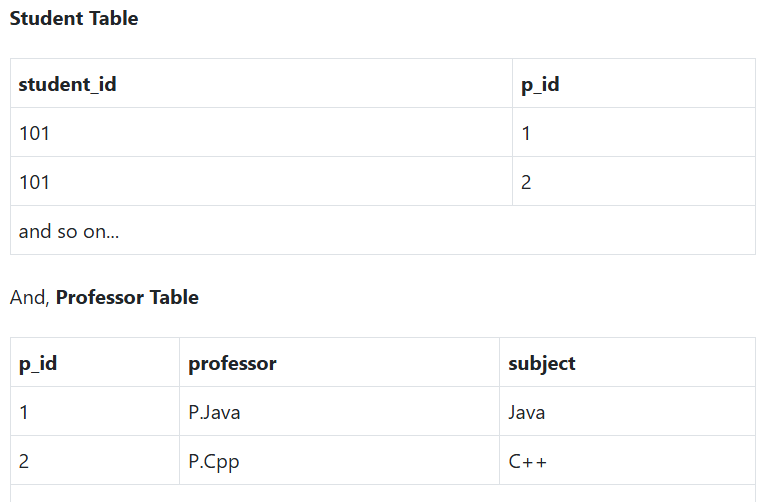 Student Table
student_id p_id
101 1
101 2
and so on...
And, Professor Table
p_id professor subject
1 P.Java Java
2 P.Cpp C++